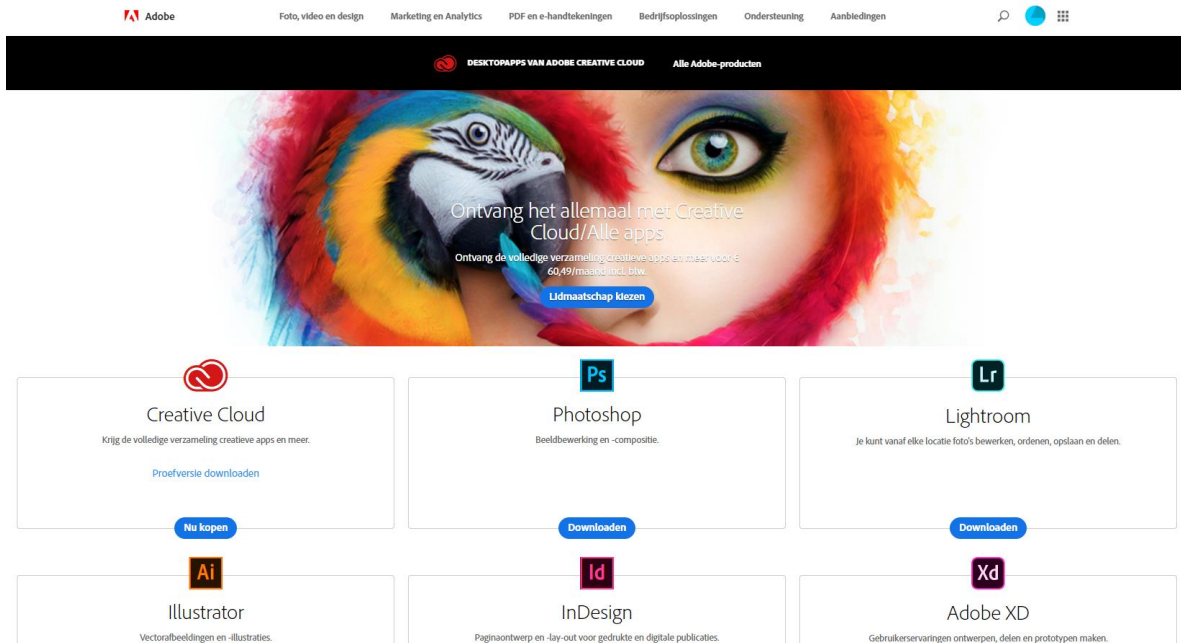 Adobe
Foto, video en design
Marketing en Analytics
PDF en e-handtekeningen
Bedrijfsoplossingen
Ondersteuning
Aanbiedingen
DESKTOPAPPS VAN ADOBE CREATIVE CLOUD
Alle Adobe-producten
Ontvang het allemaal met Creative
Cloud/Alle apps
Ontvang de volledige verzameling creatieve apps en meer voor €
60,49/maand incl. btw.
Lidmaatschap kiezen
Creative Cloud
Krijg de volledige verzameling creatieve apps en meer.
Proefversie downloaden
Nu kopen
Ps
Photoshop
Beeldbewerking en -compositie.
Downloaden
Lr
Lightroom
Je kunt vanaf elke locatie foto's bewerken, ordenen, opslaan en delen.
Downloaden
Ai
Illustrator
Vectorafbeeldingen en -illustraties.
Id
InDesign
Paginaontwerp en -lay-out voor gedrukte en digitale publicaties.
Xd
Adobe XD
Gebruikerservaringen ontwerpen, delen en prototypen maken.